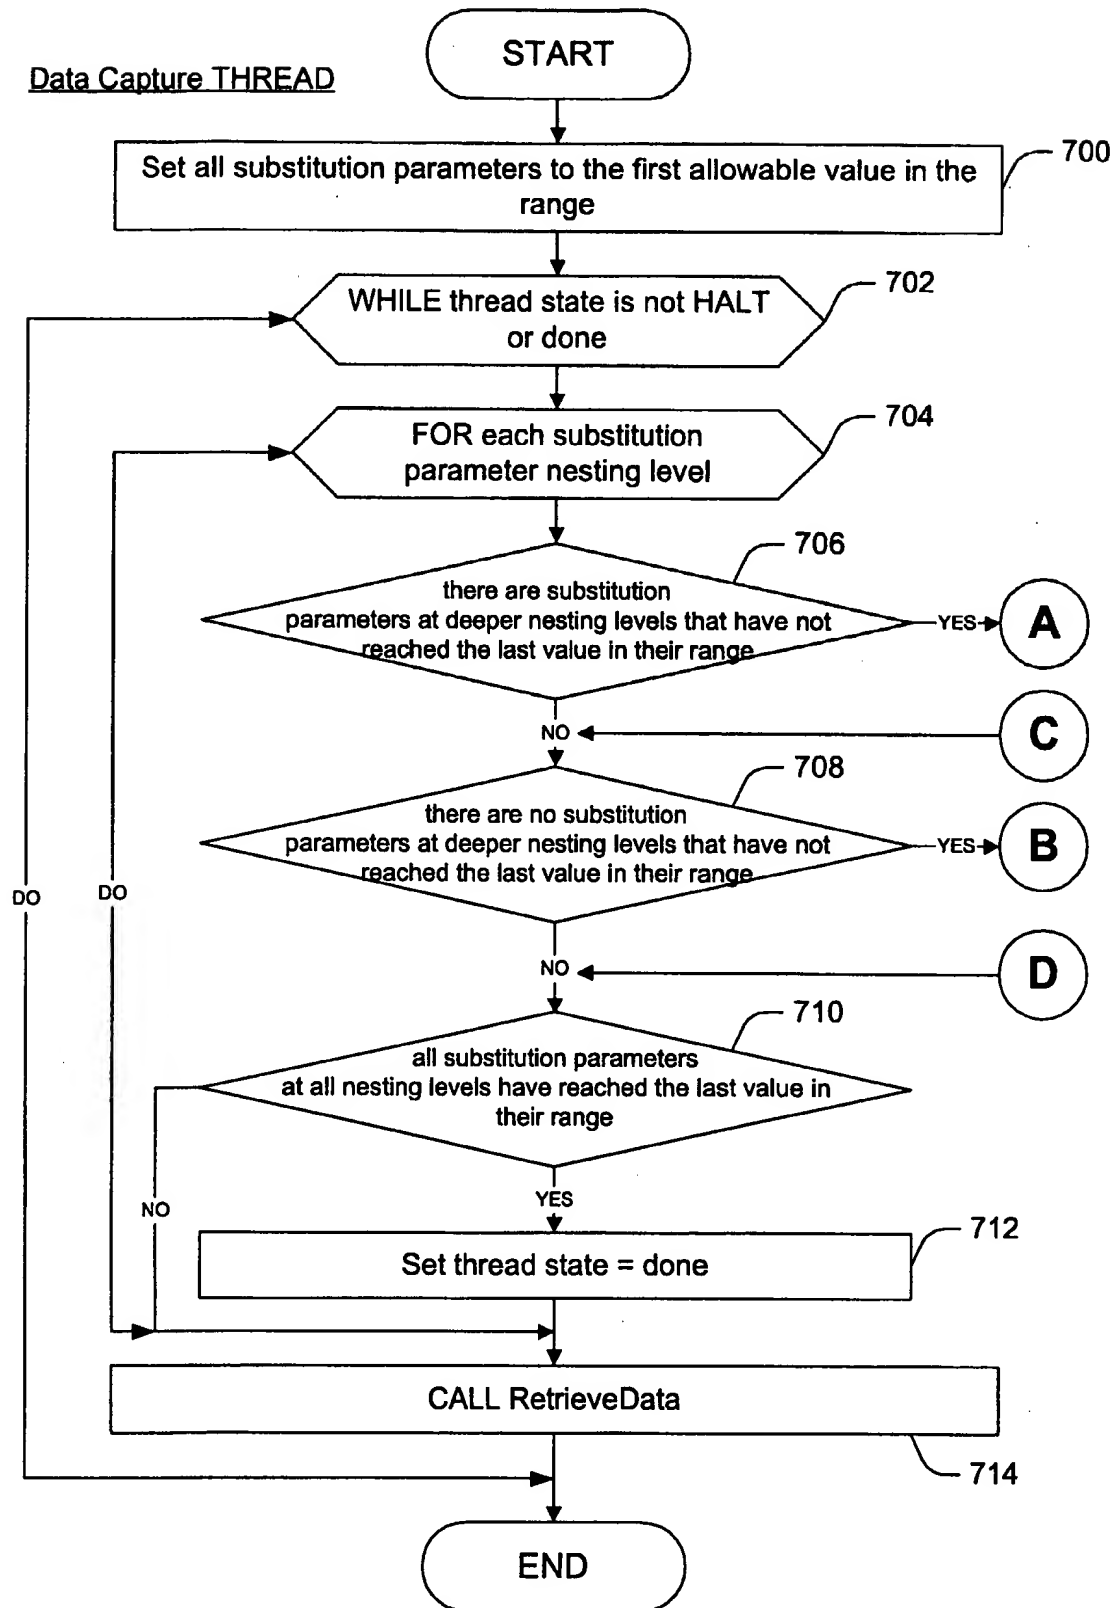 START
Data Capture THREAD
Set all substitution parameters to the first allowable value in the
range
700
WHILE thread state is not HALT
or done
702
FOR each substitution
parameter nesting level
704
706
there are substitution
parameters at deeper nesting levels that have not
reached the last value in their range
YES
A
NO
C
708
there are no substitution
parameters at deeper nesting levels that have not
reached the last value in their range
YES
B
DO
DO
NO
D
710
all substitution parameters
at all nesting levels have reached the last value in
their range
YES
NO
712
Set thread state = done
CALL RetrieveData
714
END